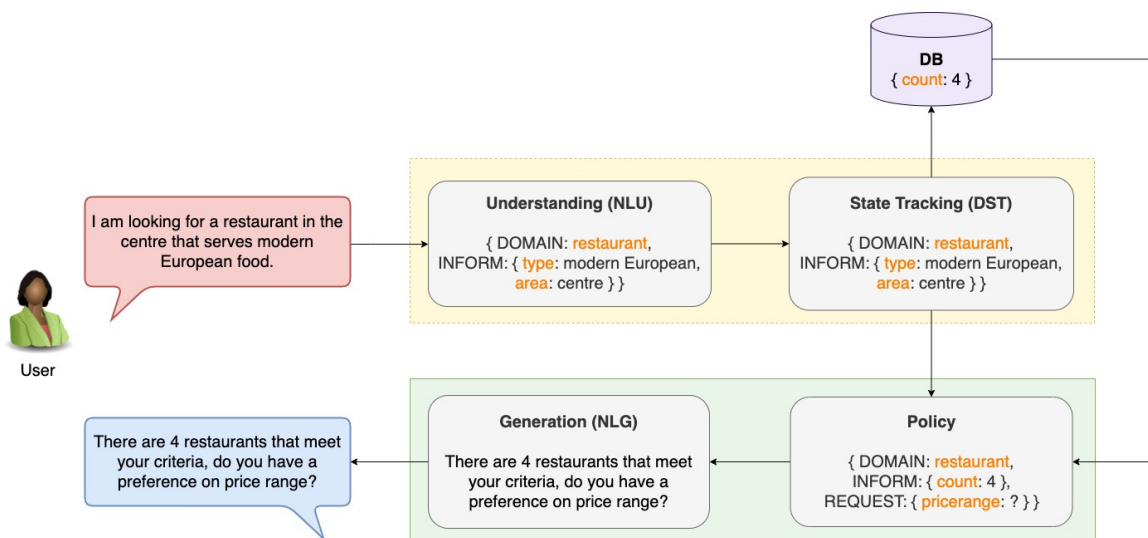 DB
{ count: 4 }
I am looking for a restaurant in the
centre that serves modern
European food.
Understanding (NLU)
{ DOMAIN: restaurant,
INFORM: { type: modern European,
area: centre } }
State Tracking (DST)
{ DOMAIN: restaurant,
INFORM: { type: modern European,
area: centre } }
User
There are 4 restaurants that meet
your criteria, do you have a
preference on price range?
Generation (NLG)
There are 4 restaurants that meet
your criteria, do you have a
preference on price range?
Policy
{ DOMAIN: restaurant,
INFORM: { count: 4 },
REQUEST: { pricerange: ? } }